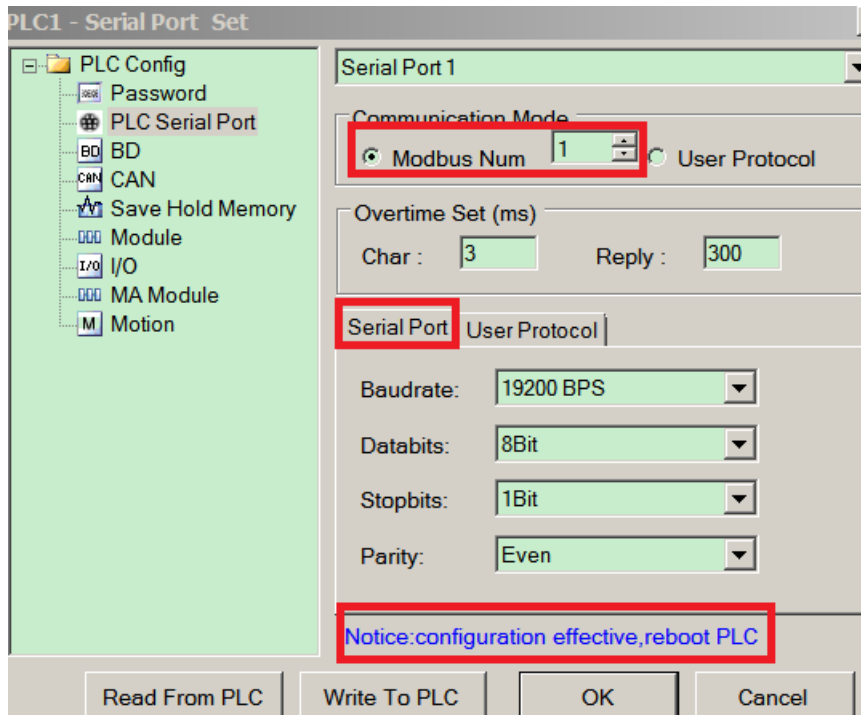 PLC1 - Serial Port Set
PLC Config
Password
PLC Serial Port
BD BD
CAN CAN
Save Hold Memory
Module
I/O I/O
MA Module
M Motion
Serial Port 1
Communication Mode
Modbus Num 1 User Protocol
Overtime Set (ms)
Char : 3 Reply : 300
Serial Port User Protocol
Baudrate: 19200 BPS
Databits: 8Bit
Stopbits: 1Bit
Parity: Even
Notice:configuration effective,reboot PLC
Read From PLC Write To PLC OK Cancel